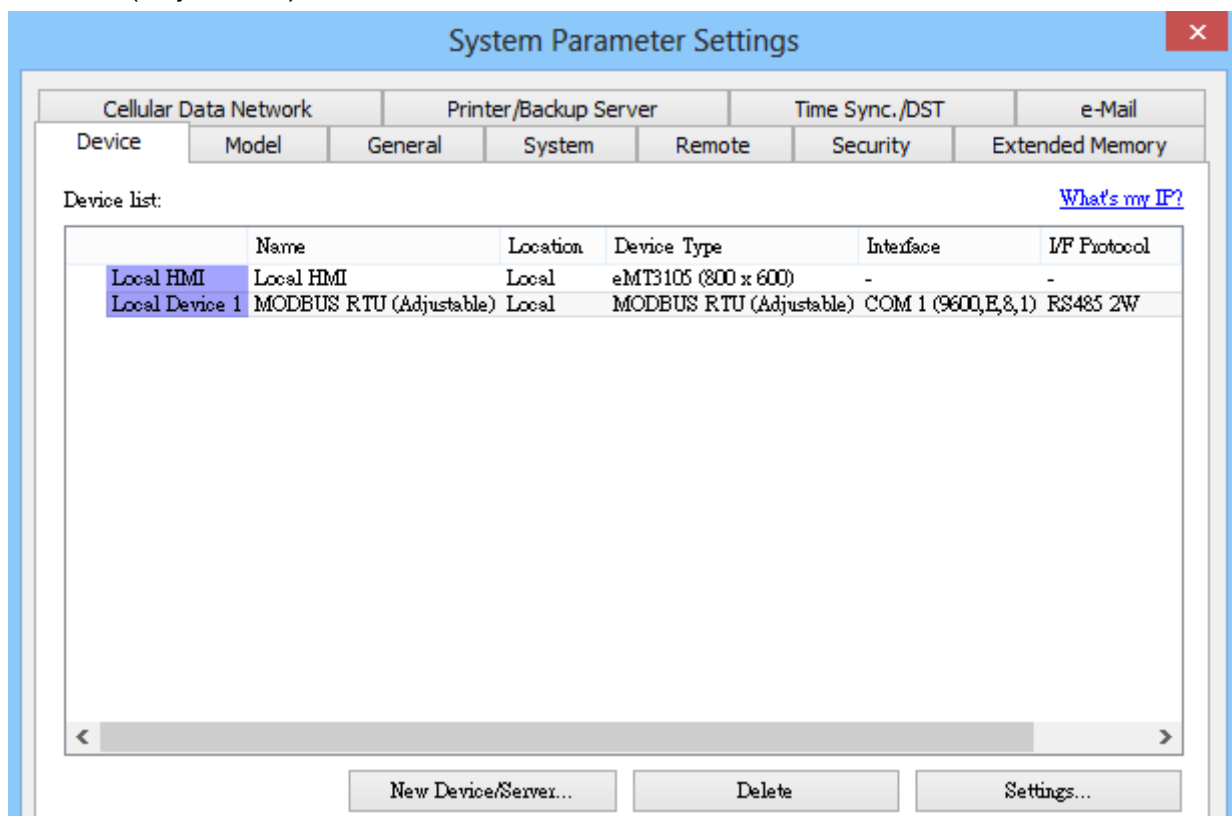 System Parameter Settings
Cellular Data Network Printer/Backup Server Time Sync./DST e-Mail
Device Model General System Remote Security Extended Memory
Device list: What's my IP?
Name Location Device Type Interface I/F Protocol
Local HMI Local HMI Local eMT3105 (800 x 600) - -
Local Device 1 MODBUS RTU (Adjustable) Local MODBUS RTU (Adjustable) COM 1 (9600,E,8,1) RS485 2W
New Device/Server... Delete Settings...